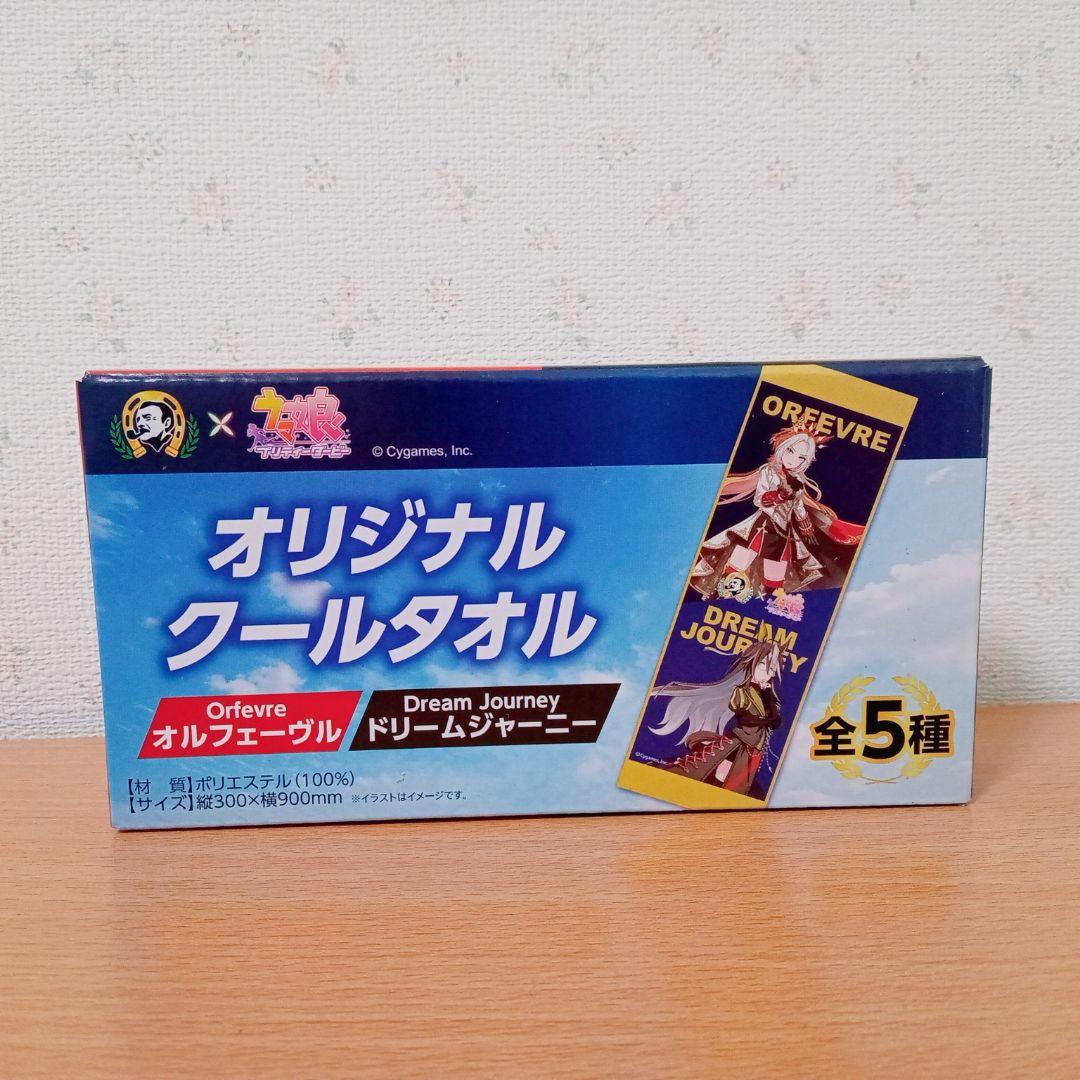 ×
ウマ娘
プリティーダービー
© Cygames, Inc.
オリジナル
クールタオル
Orfevre
オルフェーヴル
Dream Journey
ドリームジャーニー
【材　質】ポリエステル(100%)
【サイズ】縦300×横900mm ※イラストはイメージです。
ORFEVRE
×
DREAM
JOURNEY
©Cygames, Inc.
全5種